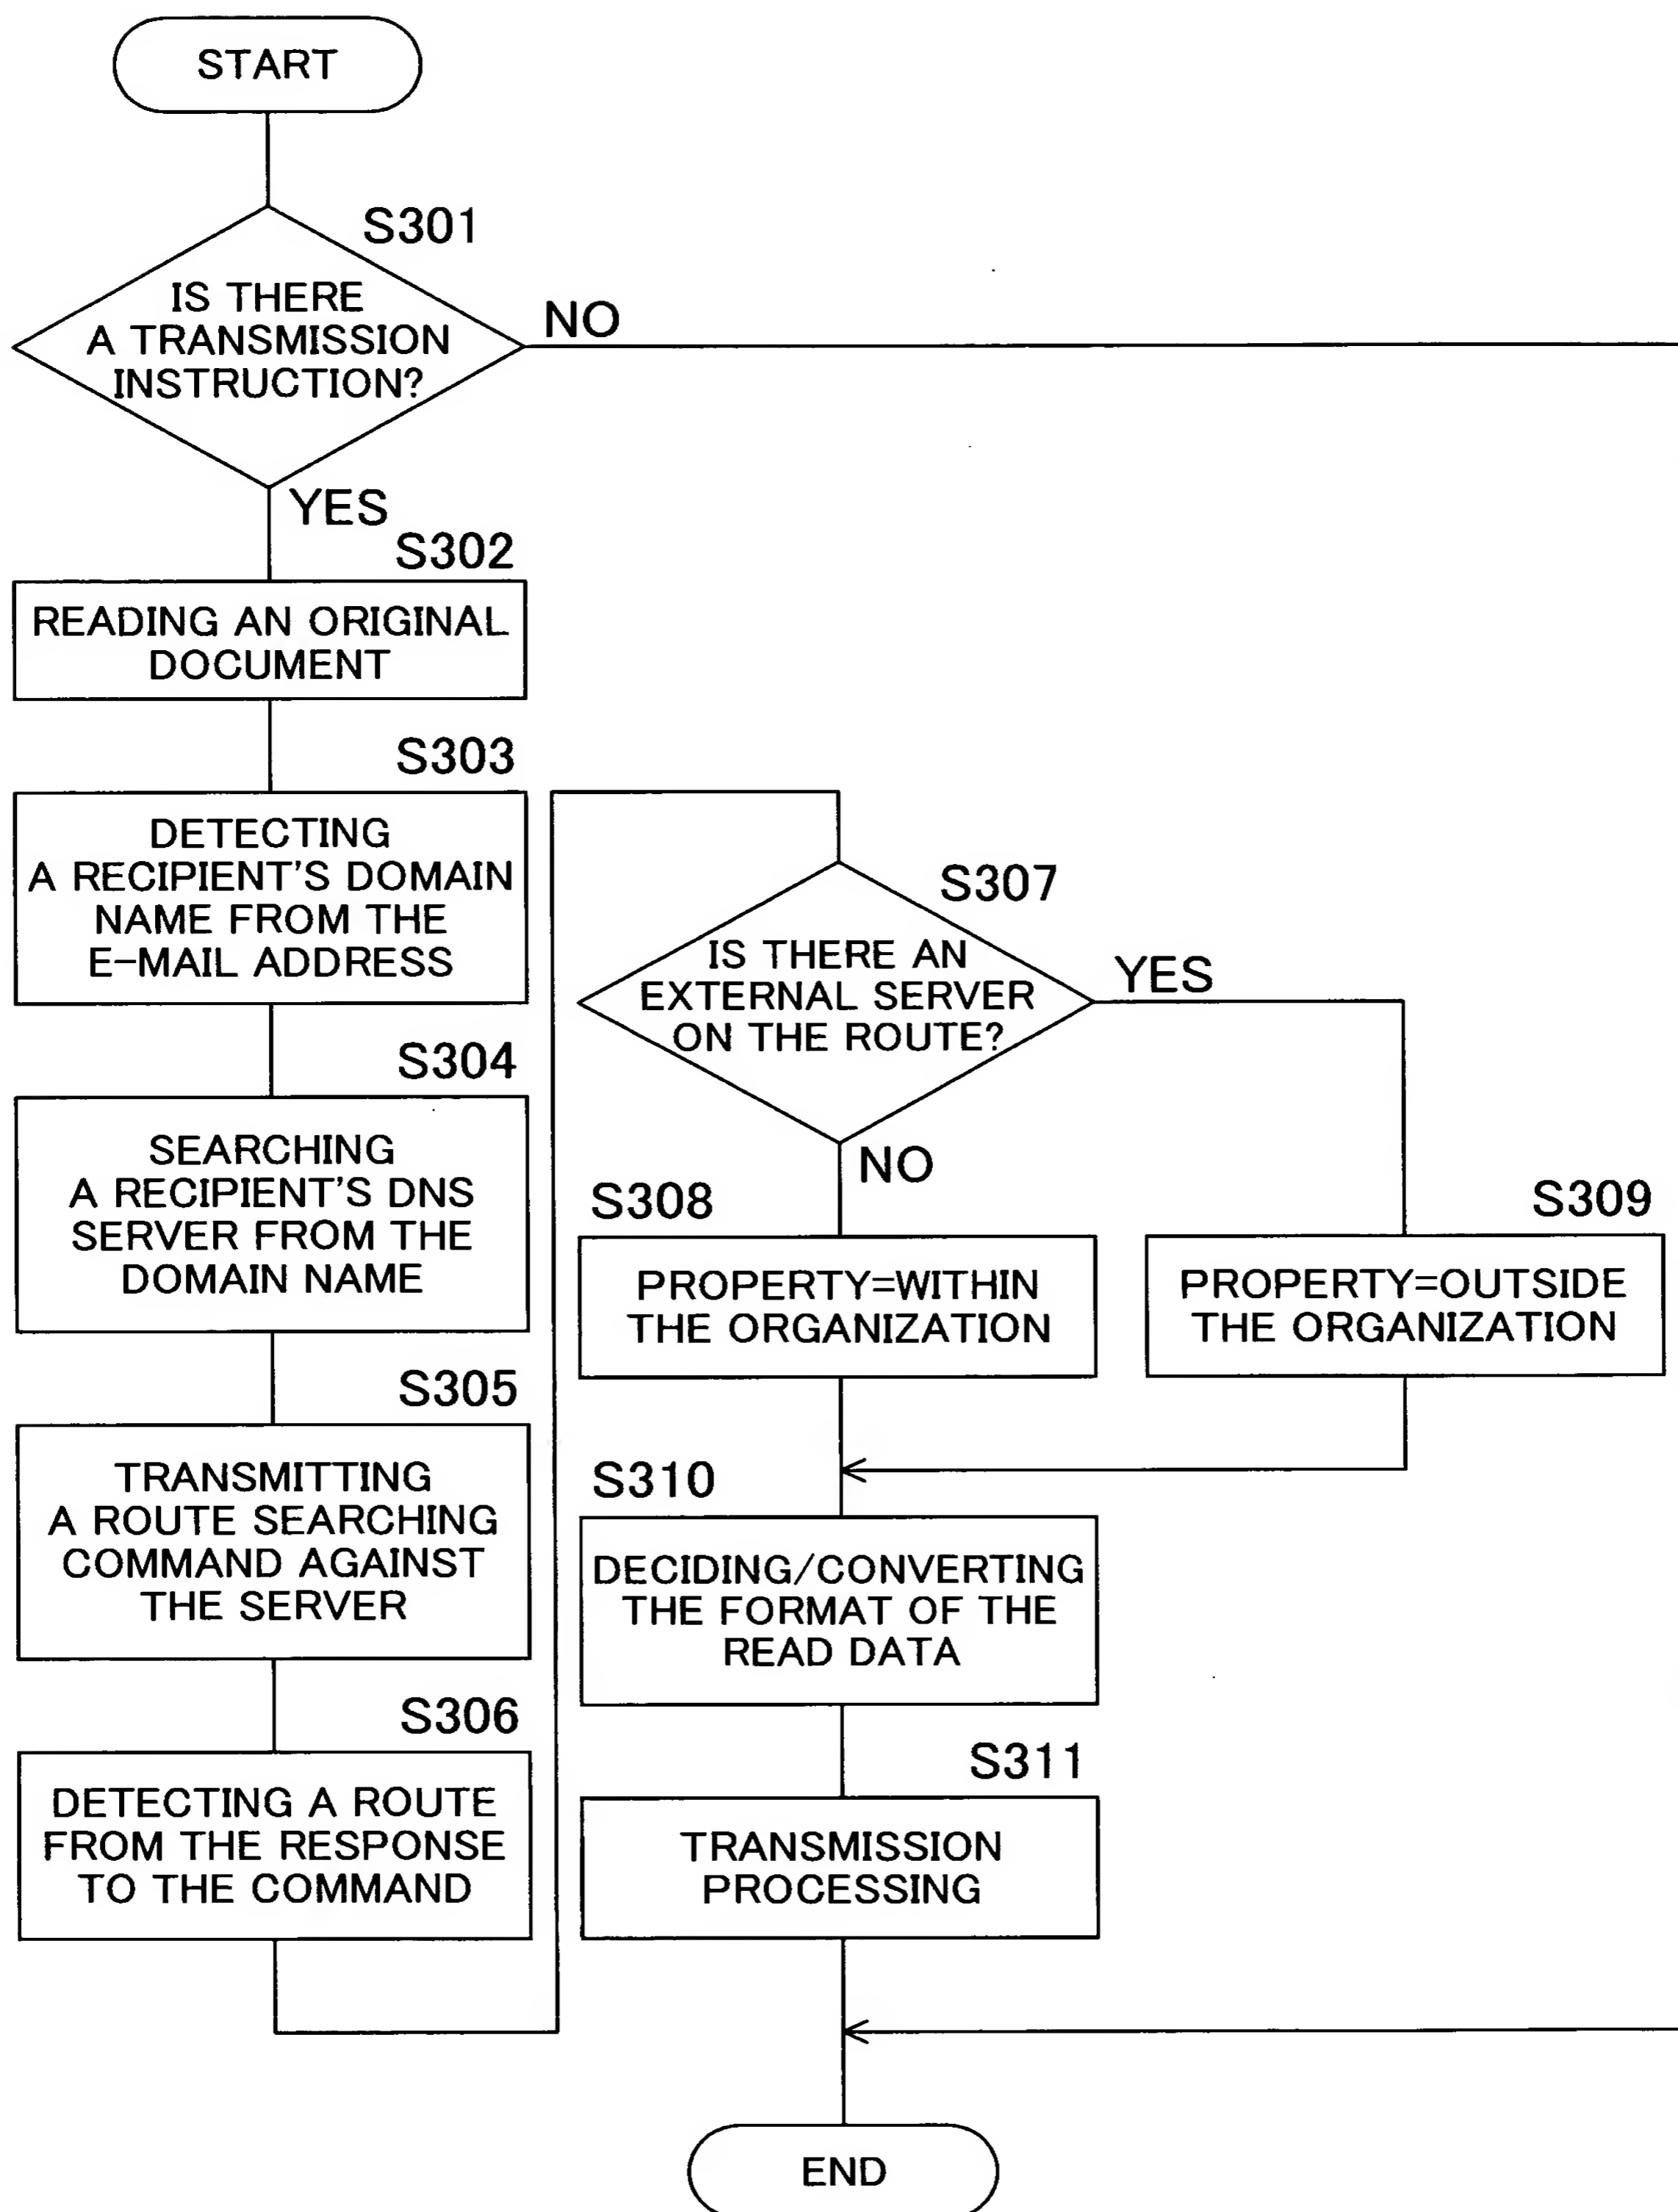 START
S301
IS THERE
A TRANSMISSION
INSTRUCTION?
NO
YES
S302
READING AN ORIGINAL
DOCUMENT
S303
DETECTING
A RECIPIENT'S DOMAIN
NAME FROM THE
E-MAIL ADDRESS
S304
SEARCHING
A RECIPIENT'S DNS
SERVER FROM THE
DOMAIN NAME
S305
TRANSMITTING
A ROUTE SEARCHING
COMMAND AGAINST
THE SERVER
S306
DETECTING A ROUTE
FROM THE RESPONSE
TO THE COMMAND
S307
IS THERE AN
EXTERNAL SERVER
ON THE ROUTE?
YES
NO
S308
PROPERTY=WITHIN
THE ORGANIZATION
S309
PROPERTY=OUTSIDE
THE ORGANIZATION
S310
DECIDING/CONVERTING
THE FORMAT OF THE
READ DATA
S311
TRANSMISSION
PROCESSING
END